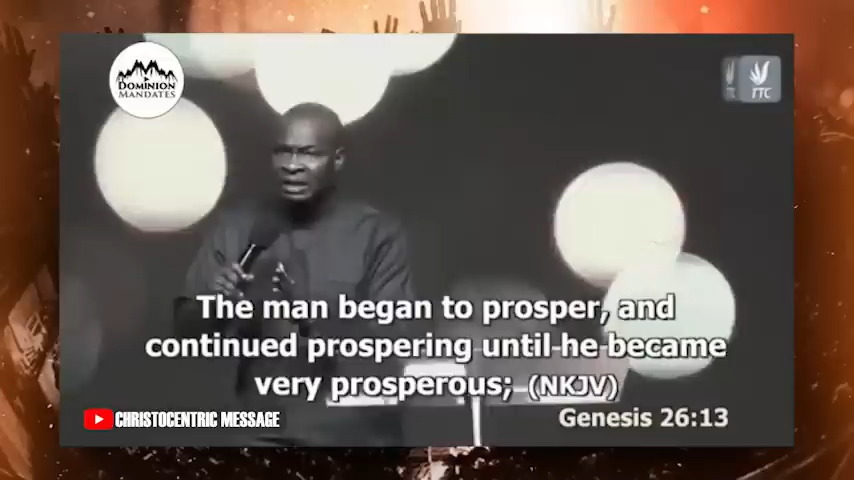 DOMINION
MANDATES
TTC
The man began to prosper, and
continued prospering until he became
very prosperous; (NKJV)
Genesis 26:13
CHRISTOCENTRIC MESSAGE